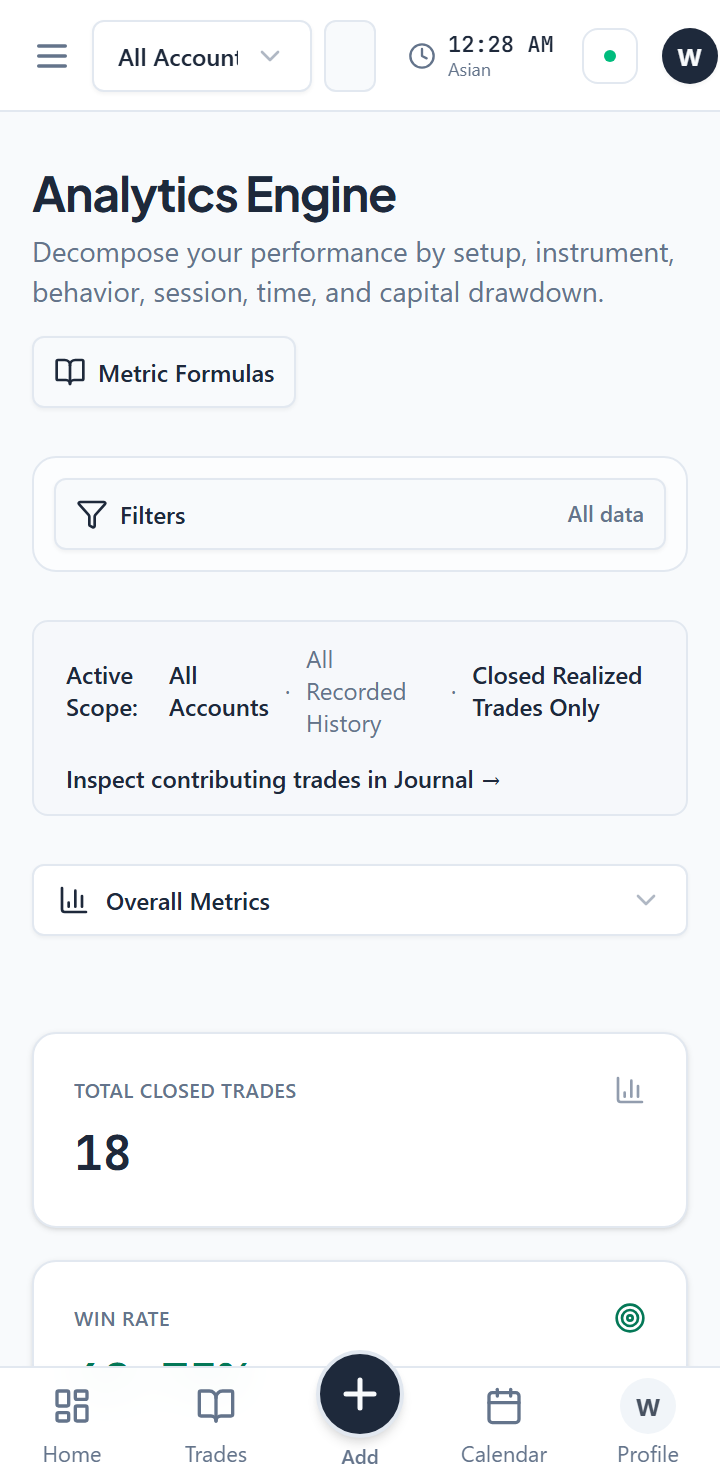 All Account
12:28 AM
Asian
W
Analytics Engine
Decompose your performance by setup, instrument,
behavior, session, time, and capital drawdown.
Metric Formulas
Filters
All data
Active
Scope:
All
Accounts
·
All
Recorded
History
·
Closed Realized
Trades Only
Inspect contributing trades in Journal →
Overall Metrics
TOTAL CLOSED TRADES
18
WIN RATE
Home
Trades
Add
Calendar
W
Profile